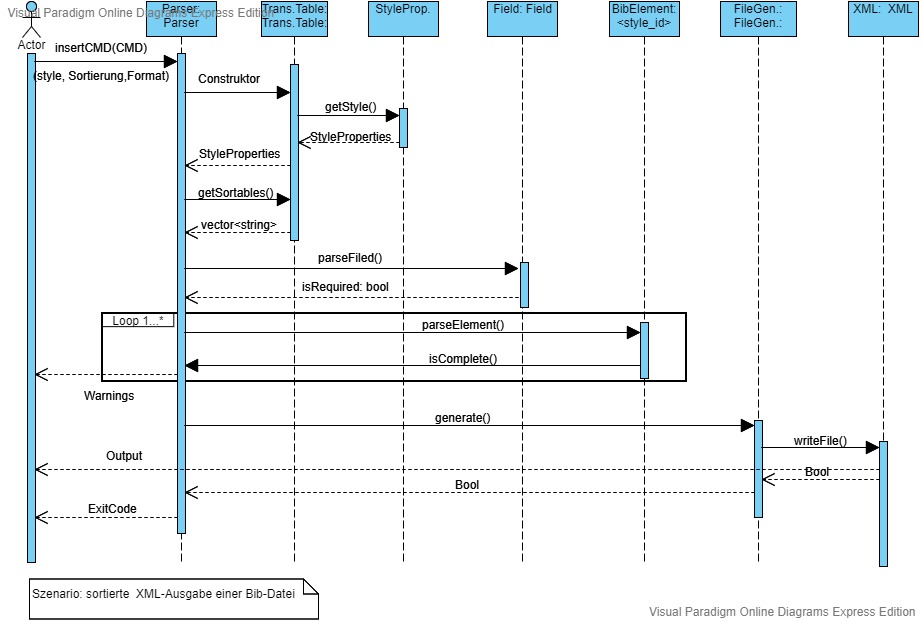 Visual Paradigm Online Diagrams Express Edition
Parser:
Parser
Trans.Table:
Trans.Table:
StyleProp.
Field: Field
BibElement:
<style_id>
FileGen.:
FileGen.:
XML: XML
Actor
insertCMD(CMD)
(style, Sortierung,Format)
Construktor
getStyle()
StyleProperties
StyleProperties
getSortables()
vector<string>
parseFiled()
isRequired: bool
Loop 1...*
parseElement()
isComplete()
Warnings
generate()
writeFile()
Output
Bool
Bool
ExitCode
Szenario: sortierte XML-Ausgabe einer Bib-Datei
Visual Paradigm Online Diagrams Express Edition